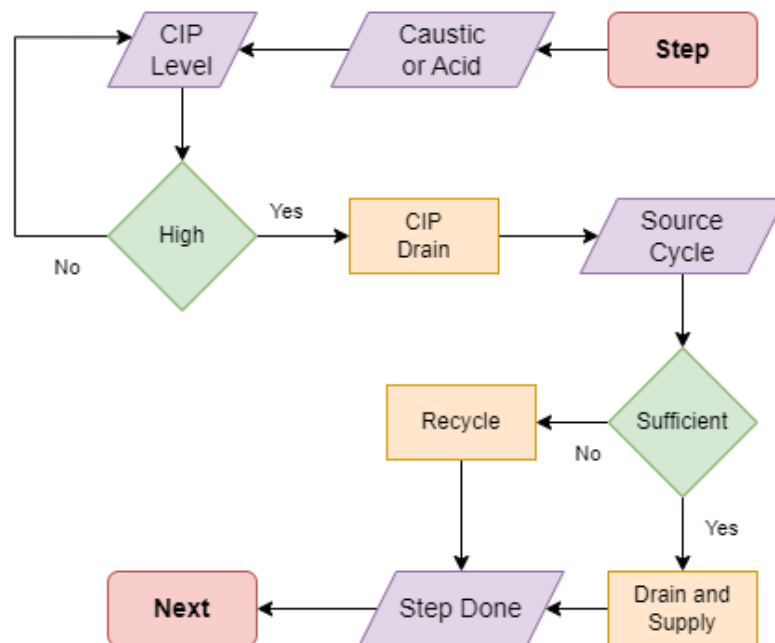 CIP
Level
Caustic
or Acid
Step
High
Yes
No
CIP
Drain
Source
Cycle
Sufficient
No
Yes
Recycle
Drain and
Supply
Step Done
Next